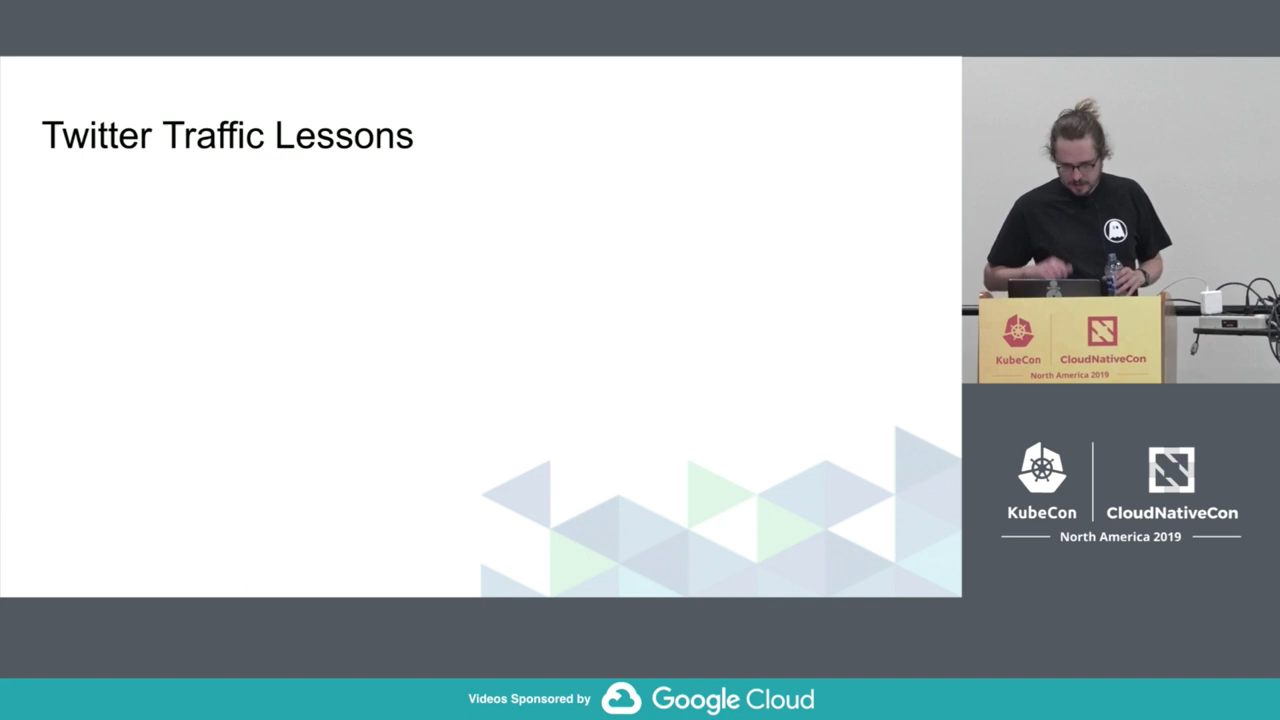 Twitter Traffic Lessons
KubeCon
CloudNativeCon
North America 2019
KubeCon
CloudNativeCon
North America 2019
Videos Sponsored by
Google Cloud